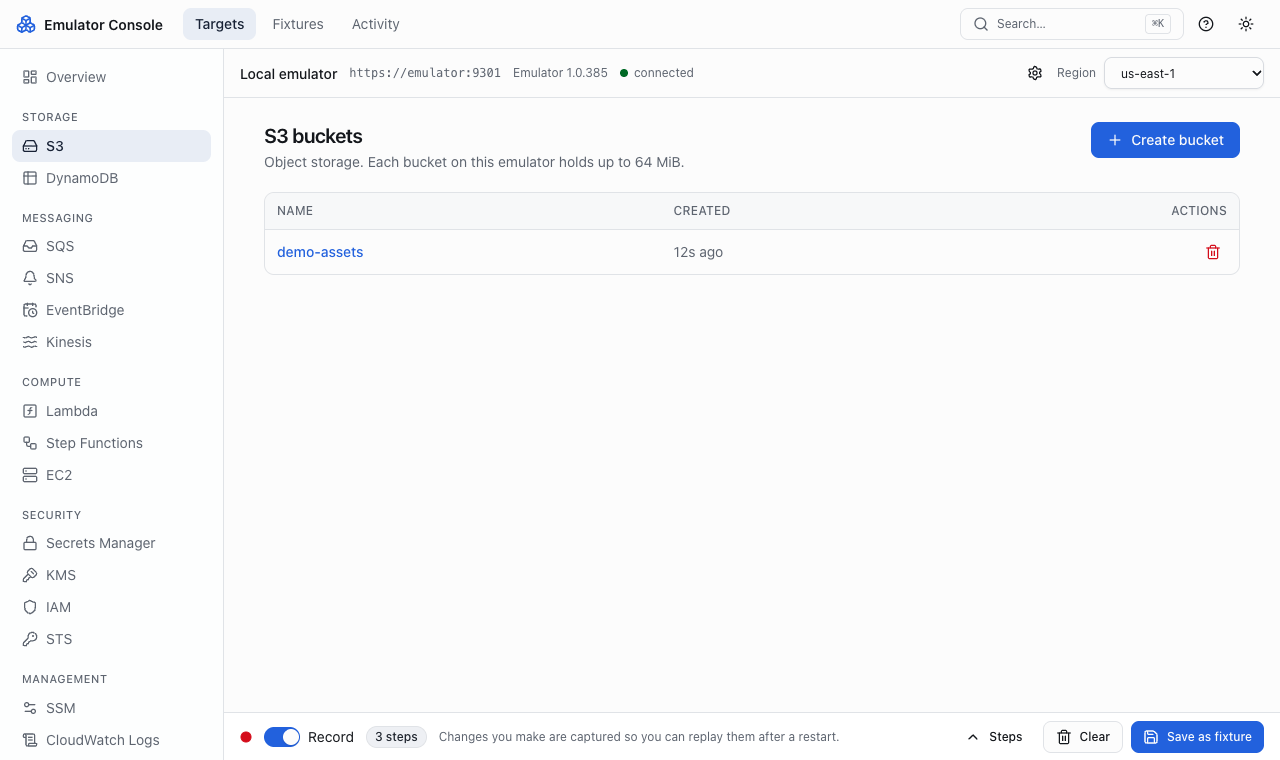 Emulator Console
Targets
Fixtures
Activity
Search...
⌘K
Overview
STORAGE
S3
DynamoDB
MESSAGING
SQS
SNS
EventBridge
Kinesis
COMPUTE
Lambda
Step Functions
EC2
SECURITY
Secrets Manager
KMS
IAM
STS
MANAGEMENT
SSM
CloudWatch Logs
Local emulator
https://emulator:9301
Emulator 1.0.385
connected
Region
us-east-1
S3 buckets
Object storage. Each bucket on this emulator holds up to 64 MiB.
Create bucket
NAME
CREATED
ACTIONS
demo-assets
12s ago
Record
3 steps
Changes you make are captured so you can replay them after a restart.
Steps
Clear
Save as fixture